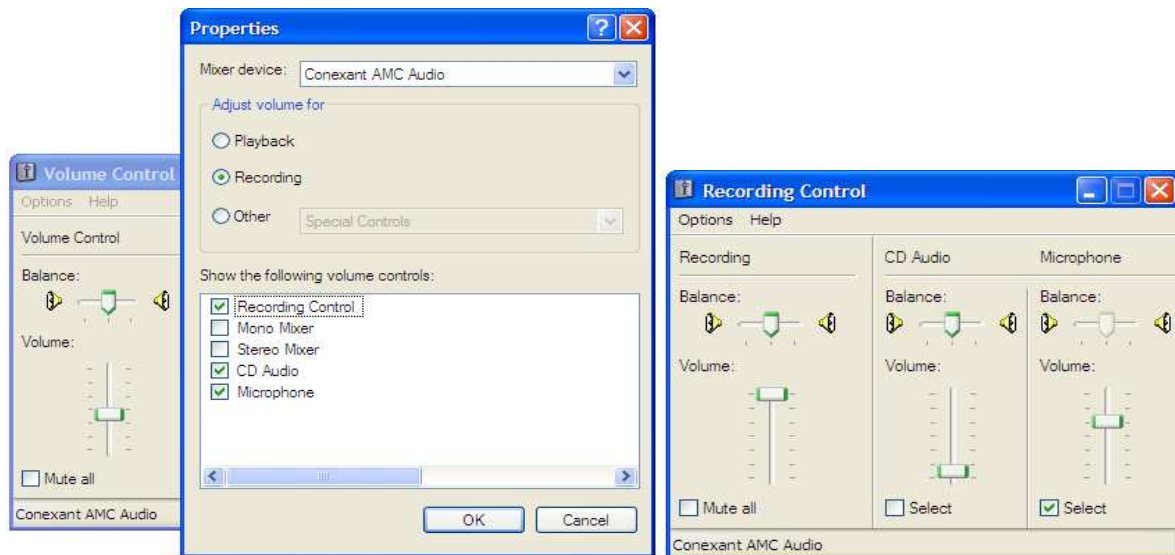 Volume Control
Options Help
Volume Control
Balance:
Volume:
Mute all
Conexant AMC Audio
Properties
Mixer device: Conexant AMC Audio
Adjust volume for
Playback
Recording
Other Special Controls
Show the following volume controls:
Recording Control
Mono Mixer
Stereo Mixer
CD Audio
Microphone
OK Cancel
Recording Control
Options Help
Recording CD Audio Microphone
Balance: Balance: Balance:
Volume: Volume: Volume:
Mute all Select Select
Conexant AMC Audio